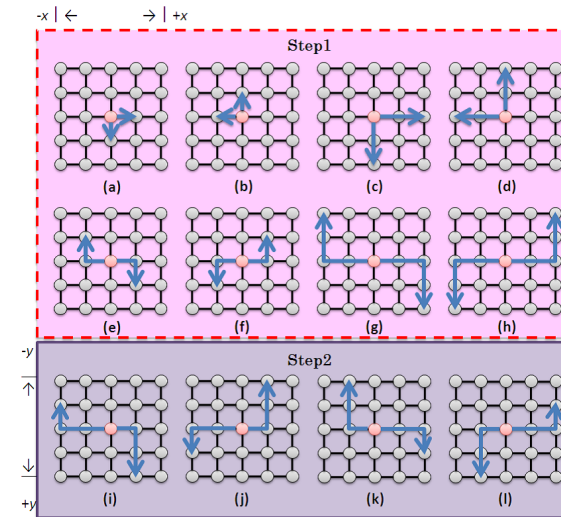 -x
+x
Step1
(a) (b) (c) (d)
(e) (f) (g) (h)
Step2
-y
+y
(i) (j) (k) (l)